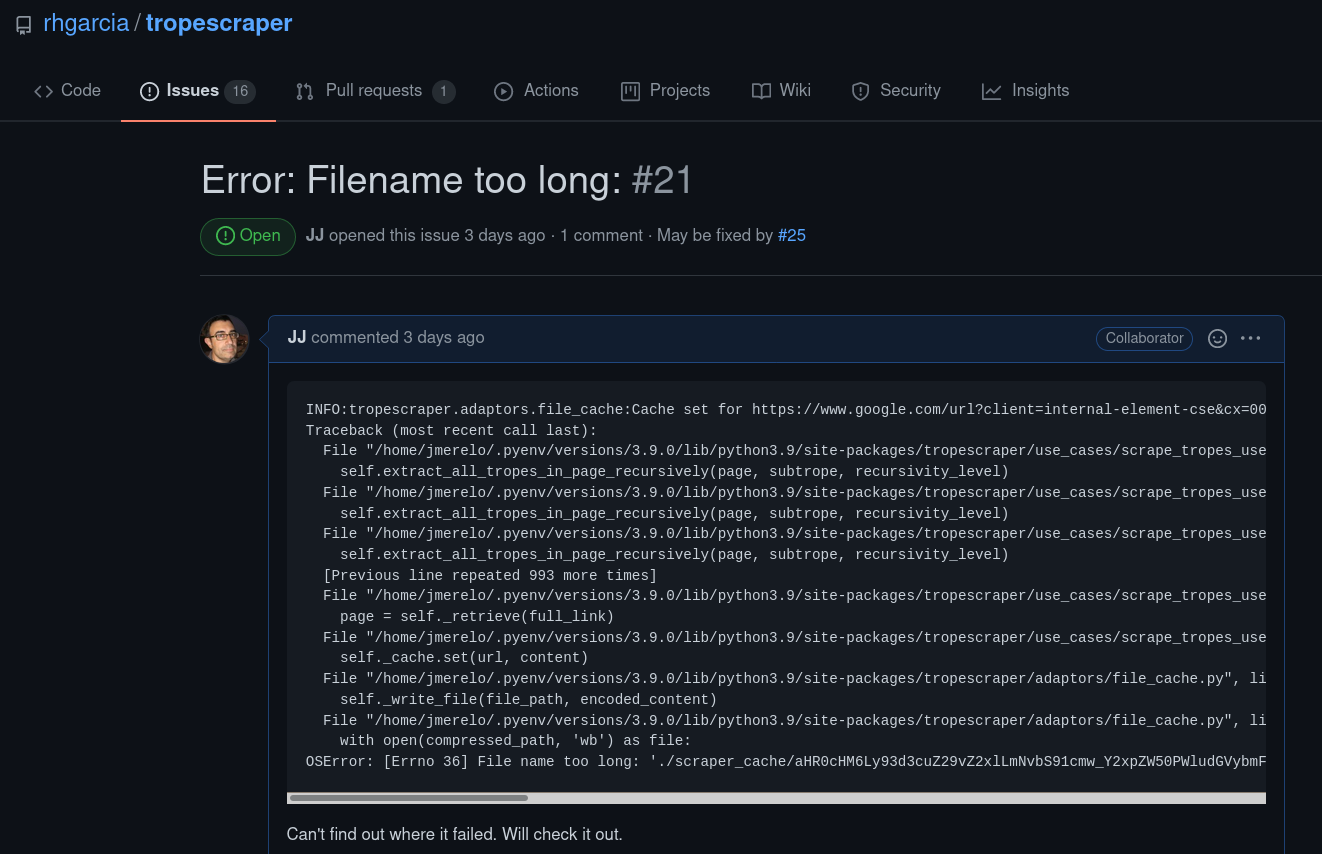 rhgarcia / tropescraper
Code Issues 16 Pull requests 1 Actions Projects Wiki Security Insights
Error: Filename too long: #21
Open JJ opened this issue 3 days ago · 1 comment · May be fixed by #25
JJ commented 3 days ago Collaborator
INFO:tropescraper.adaptors.file_cache:Cache set for https://www.google.com/url?client=internal-element-cse&cx=00
Traceback (most recent call last):
  File "/home/jmerelo/.pyenv/versions/3.9.0/lib/python3.9/site-packages/tropescraper/use_cases/scrape_tropes_use
    self.extract_all_tropes_in_page_recursively(page, subtrope, recursivity_level)
  File "/home/jmerelo/.pyenv/versions/3.9.0/lib/python3.9/site-packages/tropescraper/use_cases/scrape_tropes_use
    self.extract_all_tropes_in_page_recursively(page, subtrope, recursivity_level)
  File "/home/jmerelo/.pyenv/versions/3.9.0/lib/python3.9/site-packages/tropescraper/use_cases/scrape_tropes_use
    self.extract_all_tropes_in_page_recursively(page, subtrope, recursivity_level)
  [Previous line repeated 993 more times]
  File "/home/jmerelo/.pyenv/versions/3.9.0/lib/python3.9/site-packages/tropescraper/use_cases/scrape_tropes_use
    page = self._retrieve(full_link)
  File "/home/jmerelo/.pyenv/versions/3.9.0/lib/python3.9/site-packages/tropescraper/use_cases/scrape_tropes_use
    self._cache.set(url, content)
  File "/home/jmerelo/.pyenv/versions/3.9.0/lib/python3.9/site-packages/tropescraper/adaptors/file_cache.py", li
    self._write_file(file_path, encoded_content)
  File "/home/jmerelo/.pyenv/versions/3.9.0/lib/python3.9/site-packages/tropescraper/adaptors/file_cache.py", li
    with open(compressed_path, 'wb') as file:
OSError: [Errno 36] File name too long: './scraper_cache/aHR0cHM6Ly93d3cuZ29vZ2xlLmNvbS91cmw_Y2xpZW50PWludGVybmF
Can't find out where it failed. Will check it out.